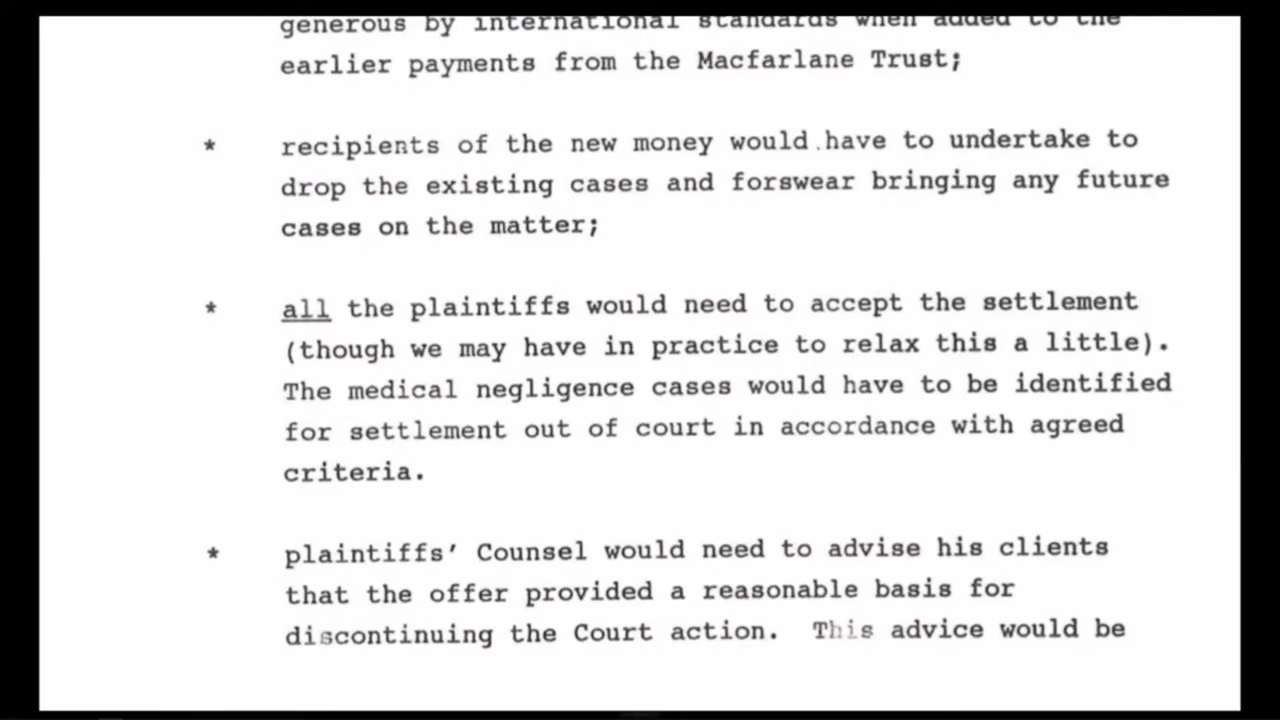 generous by international standards when added to the
earlier payments from the Macfarlane Trust;
* recipients of the new money would have to undertake to
drop the existing cases and forswear bringing any future
cases on the matter;
* all the plaintiffs would need to accept the settlement
(though we may have in practice to relax this a little).
The medical negligence cases would have to be identified
for settlement out of court in accordance with agreed
criteria.
* plaintiffs' Counsel would need to advise his clients
that the offer provided a reasonable basis for
discontinuing the Court action. This advice would be